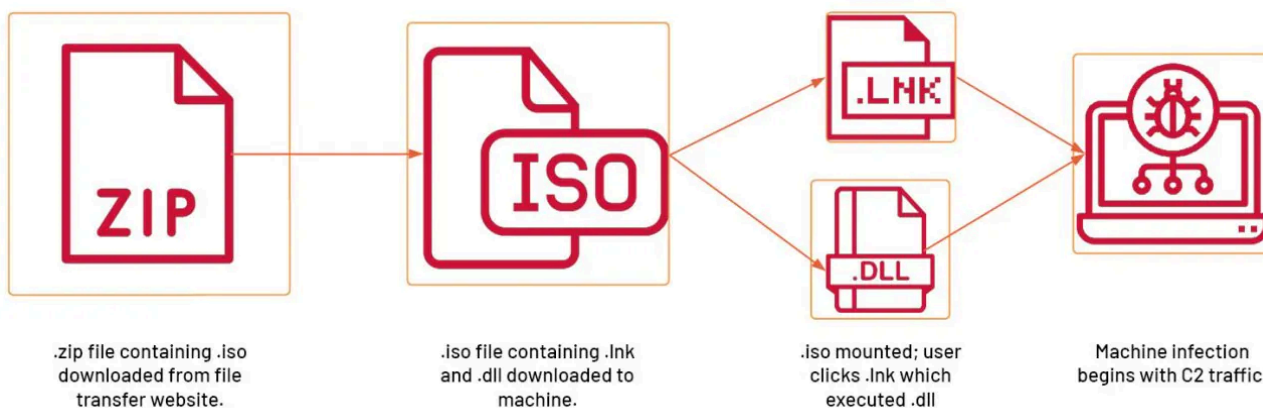 ZIP
ISO
.LNK
.DLL
.zip file containing .iso
downloaded from file
transfer website.
.iso file containing .lnk
and .dll downloaded to
machine.
.iso mounted; user
clicks .lnk which
executed .dll
Machine infection
begins with C2 traffic